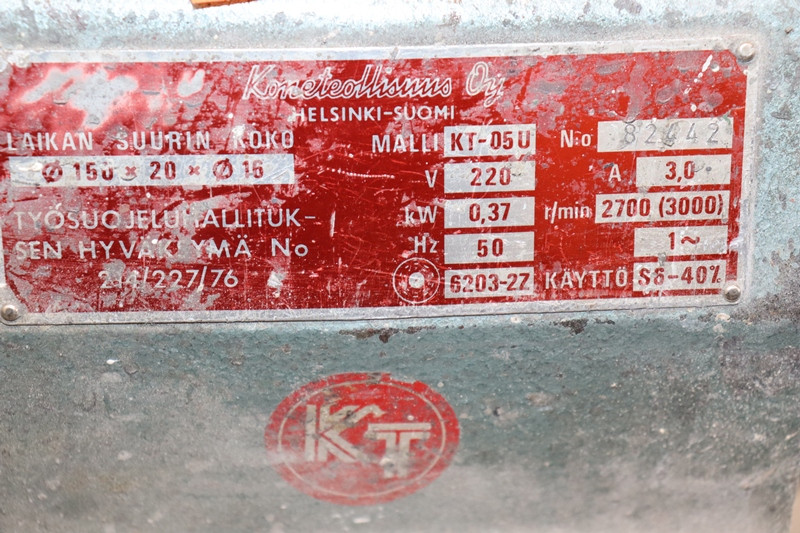 Koneteollisuus Oy
HELSINKI-SUOMI
LAIKAN SUURIN KOKO
Ø 150 × 20 × Ø 16
TYÖSUOJELUHALLITUK-
SEN HYVÄKSYMÄ No
214/227/76
MALLI KT-05U No 82442
V 220 A 3,0
kW 0,37 r/min 2700 (3000)
Hz 50 1~
6203-2Z KÄYTTÖ S6-40%
KT